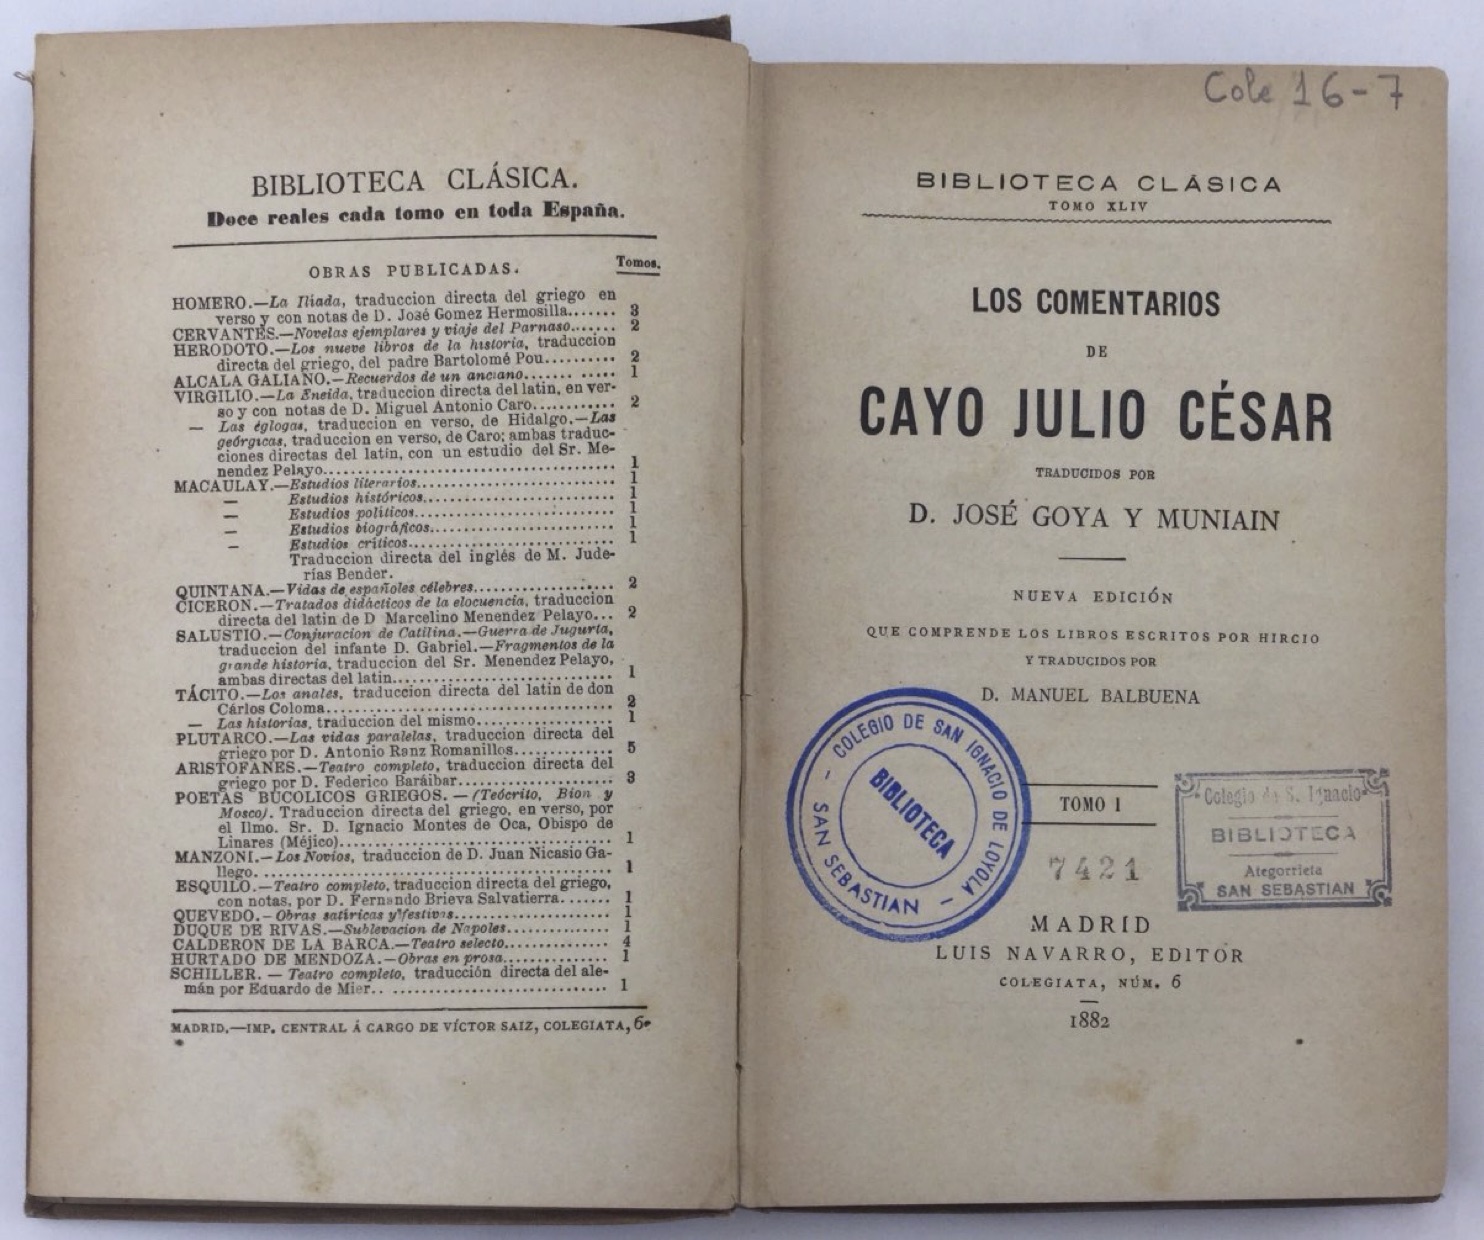 BIBLIOTECA CLÁSICA.
Doce reales cada tomo en toda España.
OBRAS PUBLICADAS. Tomos.
HOMERO.—La Iliada, traduccion directa del griego en
verso y con notas de D. José Gomez Hermosilla....... 3
CERVANTES.—Novelas ejemplares y viaje del Parnaso....... 2
HERODOTO.—Los nueve libros de la historia, traduccion
directa del griego, del padre Bartolomé Pou.......... 2
ALCALA GALIANO.—Recuerdos de un anciano....... ..... 1
VIRGILIO.—La Eneida, traduccion directa del latin, en ver-
so y con notas de D. Miguel Antonio Caro............ 2
— Las églogas, traduccion en verso, de Hidalgo.—Las
geórgicas, traduccion en verso, de Caro; ambas traduc-
ciones directas del latin, con un estudio del Sr. Me-
nendez Pelayo...................................... 1
MACAULAY.—Estudios literarios......................... 1
— Estudios históricos......................... 1
— Estudios políticos......................... 1
— Estudios biográficos....................... 1
— Estudios críticos.......................... 1
Traduccion directa del inglés de M. Jude-
rías Bender.
QUINTANA.—Vidas de españoles célebres.................. 2
CICERON.—Tratados didácticos de la elocuencia, traduccion
directa del latin de D Marcelino Menendez Pelayo... 2
SALUSTIO.—Conjuracion de Catilina.—Guerra de Jugurta,
traduccion del infante D. Gabriel.—Fragmentos de la
grande historia, traduccion del Sr. Menendez Pelayo,
ambas directas del latin............................ 1
TÁCITO.—Los anales, traduccion directa del latin de don
Cárlos Coloma...................................... 2
— Las historias, traduccion del mismo................. 1
PLUTARCO.—Las vidas paralelas, traduccion directa del
griego por D. Antonio Ranz Romanillos............. 5
ARISTOFANES.—Teatro completo, traduccion directa del
griego por D. Federico Baráibar.................... 3
POETAS BUCOLICOS GRIEGOS. — (Teócrito, Bion y
Mosco). Traduccion directa del griego, en verso, por
el Ilmo. Sr. D. Ignacio Montes de Oca, Obispo de
Linares (Méjico).................................... 1
MANZONI.—Los Novios, traduccion de D. Juan Nicasio Ga-
llego. ............................................. 1
ESQUILO.—Teatro completo, traduccion directa del griego,
con notas, por D. Fernando Brieva Salvatierra....... 1
QUEVEDO.—Obras satíricas y festivas.................... 1
DUQUE DE RIVAS.—Sublevacion de Napoles.............. 1
CALDERON DE LA BARCA.—Teatro selecto.............. 4
HURTADO DE MENDOZA.—Obras en prosa.............. 1
SCHILLER. — Teatro completo, traducción directa del ale-
mán por Eduardo de Mier.. ............................ 1
MADRID.—IMP. CENTRAL Á CARGO DE VÍCTOR SAIZ, COLEGIATA, 6.
Cole 16-7
BIBLIOTECA CLÁSICA
TOMO XLIV
LOS COMENTARIOS
DE
CAYO JULIO CÉSAR
TRADUCIDOS POR
D. JOSÉ GOYA Y MUNIAIN
NUEVA EDICIÓN
QUE COMPRENDE LOS LIBROS ESCRITOS POR HIRCIO
Y TRADUCIDOS POR
D. MANUEL BALBUENA
COLEGIO DE SAN IGNACIO DE LOYOLA
BIBLIOTECA
— SAN SEBASTIAN —
TOMO I
7421
Colegio de S. Ignacio
BIBLIOTECA
Ategorrieta
SAN SEBASTIAN
MADRID
LUIS NAVARRO, EDITOR
COLEGIATA, NÚM. 6
1882